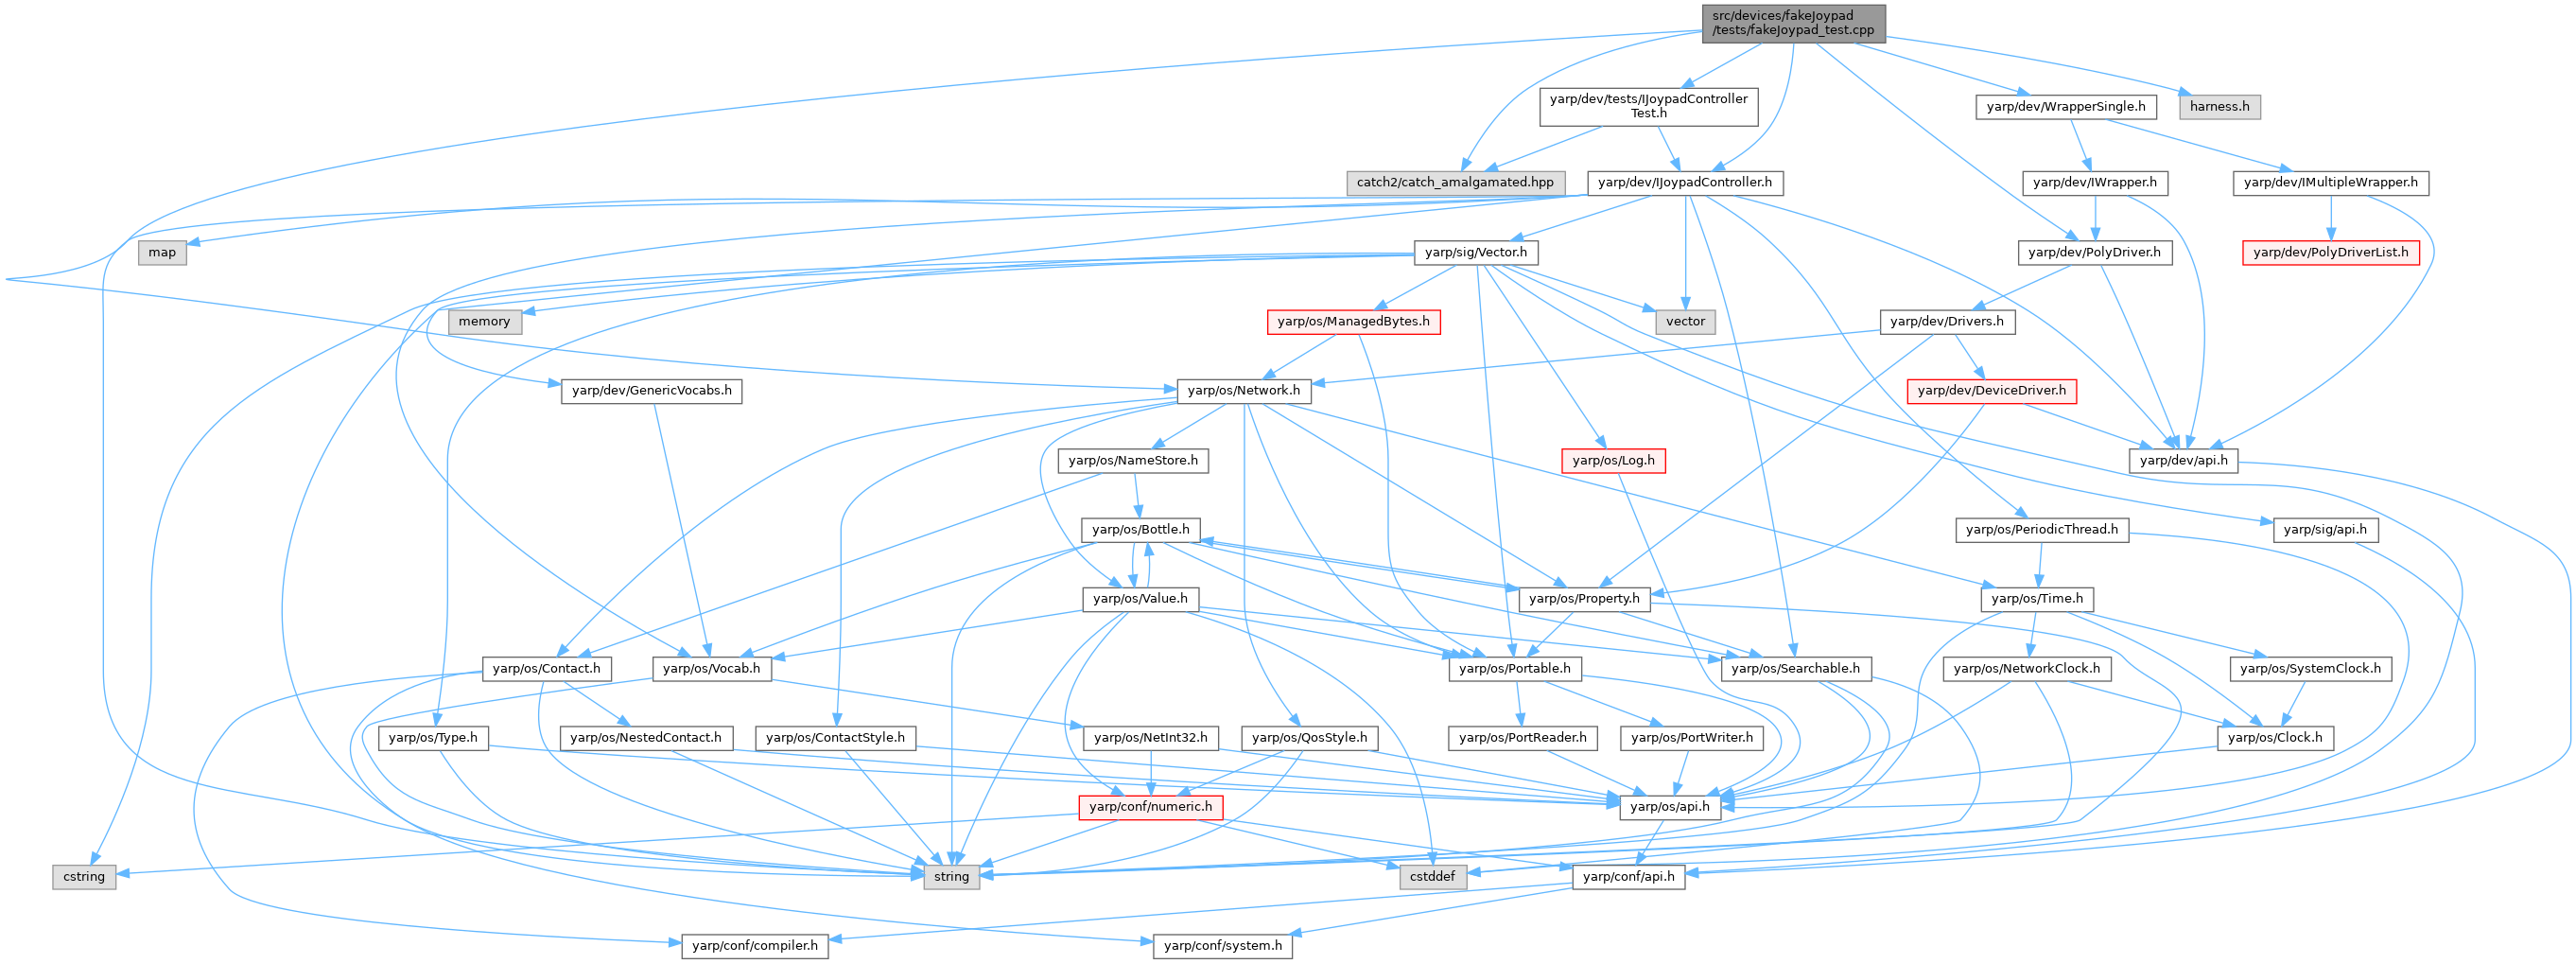 src/devices/fakeJoypad
/tests/fakeJoypad_test.cpp
yarp/dev/tests/IJoypadController
Test.h
yarp/dev/WrapperSingle.h
harness.h
catch2/catch_amalgamated.hpp
yarp/dev/IJoypadController.h
yarp/dev/IWrapper.h
yarp/dev/IMultipleWrapper.h
map
yarp/sig/Vector.h
yarp/dev/PolyDriver.h
yarp/dev/PolyDriverList.h
memory
yarp/os/ManagedBytes.h
vector
yarp/dev/Drivers.h
yarp/dev/GenericVocabs.h
yarp/os/Network.h
yarp/dev/DeviceDriver.h
yarp/os/NameStore.h
yarp/os/Log.h
yarp/dev/api.h
yarp/os/Bottle.h
yarp/os/PeriodicThread.h
yarp/sig/api.h
yarp/os/Value.h
yarp/os/Property.h
yarp/os/Time.h
yarp/os/Contact.h
yarp/os/Vocab.h
yarp/os/Portable.h
yarp/os/Searchable.h
yarp/os/NetworkClock.h
yarp/os/SystemClock.h
yarp/os/Type.h
yarp/os/NestedContact.h
yarp/os/ContactStyle.h
yarp/os/NetInt32.h
yarp/os/QosStyle.h
yarp/os/PortReader.h
yarp/os/PortWriter.h
yarp/os/Clock.h
yarp/conf/numeric.h
yarp/os/api.h
cstring
string
cstddef
yarp/conf/api.h
yarp/conf/compiler.h
yarp/conf/system.h